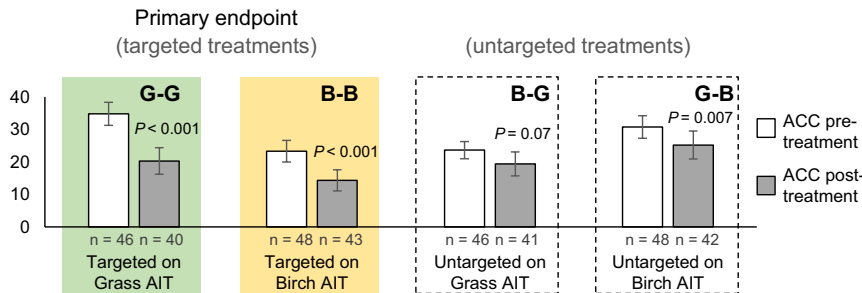 Primary endpoint
(targeted treatments) (untargeted treatments)
G-G B-B B-G G-B
40
30
20
10
0
P < 0.001
P < 0.001
P = 0.07
P = 0.007
ACC pre-
treatment
ACC post-
treatment
n = 46 n = 40 n = 48 n = 43 n = 46 n = 41 n = 48 n = 42
Targeted on
Grass AIT
Targeted on
Birch AIT
Untargeted on
Grass AIT
Untargeted on
Birch AIT